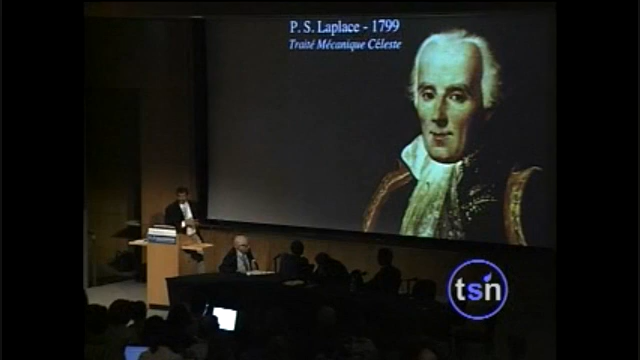 P. S. Laplace - 1799
Traité Mécanique Céleste
tsn